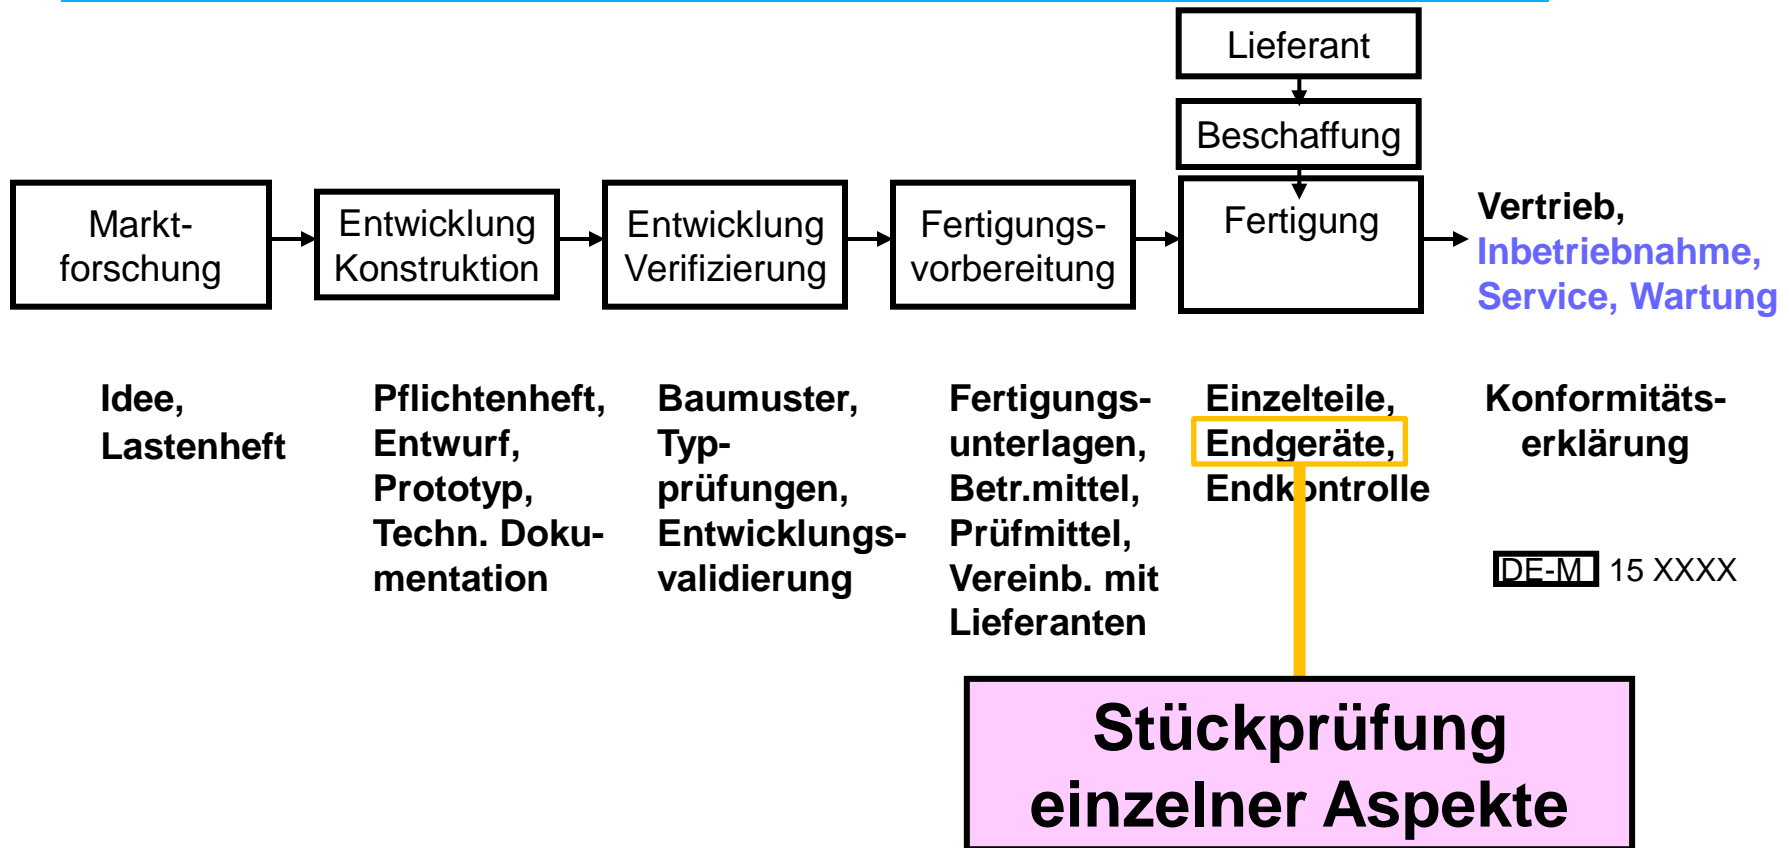 Lieferant
Beschaffung
Markt-
forschung
Entwicklung
Konstruktion
Entwicklung
Verifizierung
Fertigungs-
vorbereitung
Fertigung
Vertrieb,
Inbetriebnahme,
Service, Wartung
Idee,
Lastenheft
Pflichtenheft,
Entwurf,
Prototyp,
Techn. Doku-
mentation
Baumuster,
Typ-
prüfungen,
Entwicklungs-
validierung
Fertigungs-
unterlagen,
Betr.mittel,
Prüfmittel,
Vereinb. mit
Lieferanten
Einzelteile,
Endgeräte,
Endkontrolle
Konformitäts-
erklärung
DE-M 15 XXXX
Stückprüfung
einzelner Aspekte